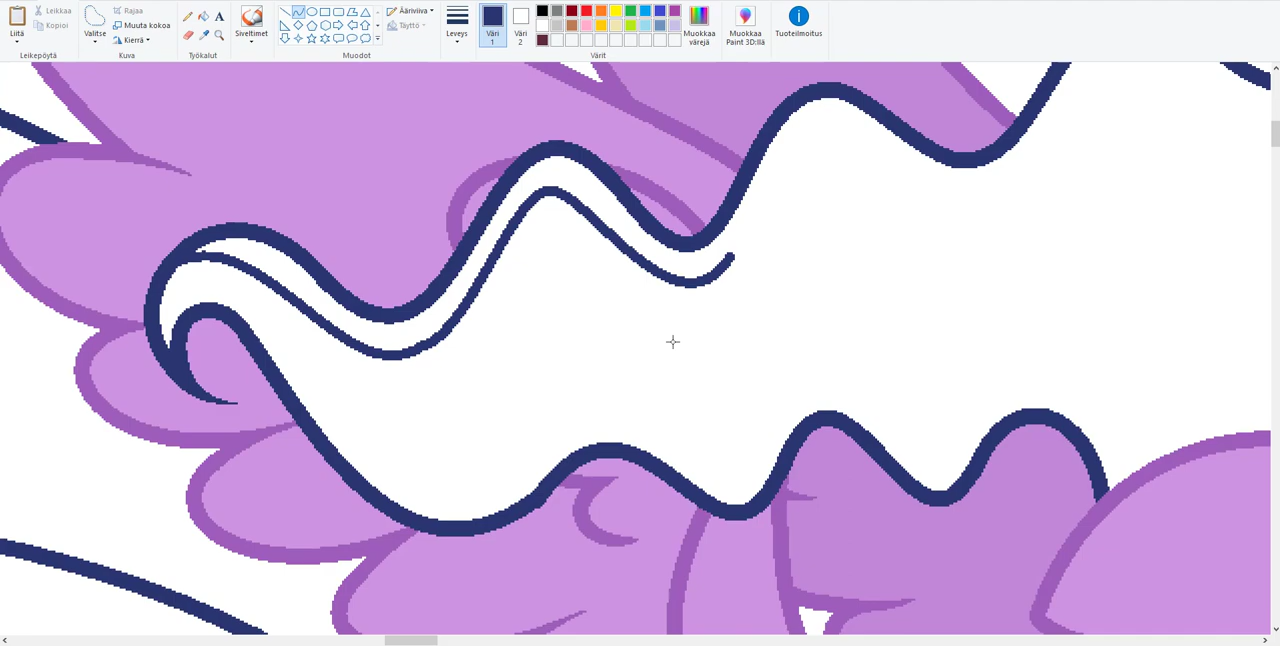 Liitä
Leikkaa
Kopioi
Leikepöytä
Valitse
Rajaa
Muuta kokoa
Kierrä
Kuva
Työkalut
Siveltimet
Ääriviiva
Täyttö
Muodot
Leveys
Väri 1
Väri 2
Muokkaa värejä
Värit
Muokkaa Paint 3D:llä
Tuoteilmoitus